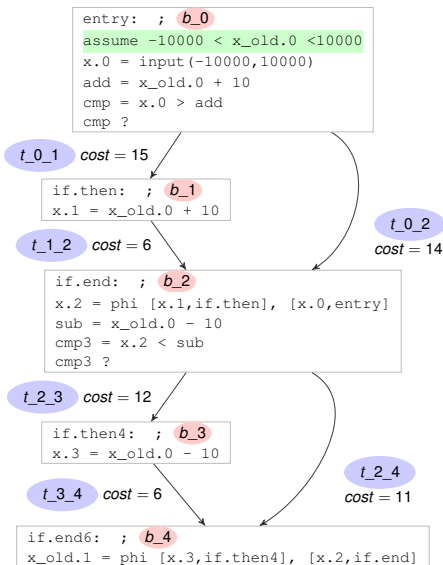 entry: ; b_0
assume -10000 < x_old.0 <10000
x.0 = input(-10000,10000)
add = x_old.0 + 10
cmp = x.0 > add
cmp ?
t_0_1 cost = 15
if.then: ; b_1
x.1 = x_old.0 + 10
t_0_2
cost = 14
t_1_2 cost = 6
if.end: ; b_2
x.2 = phi [x.1,if.then], [x.0,entry]
sub = x_old.0 - 10
cmp3 = x.2 < sub
cmp3 ?
t_2_3 cost = 12
if.then4: ; b_3
x.3 = x_old.0 - 10
t_2_4
cost = 11
t_3_4 cost = 6
if.end6: ; b_4
x_old.1 = phi [x.3,if.then4], [x.2,if.end]